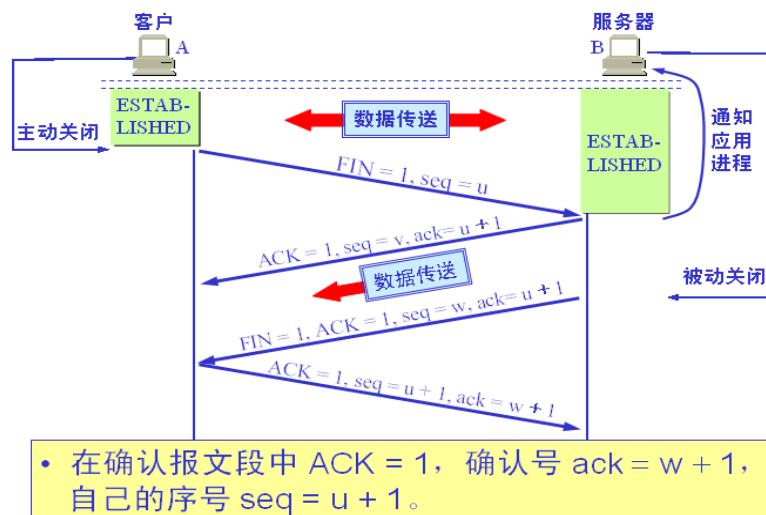 客户
服务器
A
B
ESTAB-
LISHED
主动关闭
数据传送
ESTAB-
LISHED
通知
应用
进程
FIN = 1, seq = u
ACK = 1, seq = v, ack= u + 1
数据传送
被动关闭
FIN = 1, ACK = 1, seq = w, ack= u + 1
ACK = 1, seq = u + 1, ack = w + 1
• 在确认报文段中 ACK = 1，确认号 ack = w + 1，
自己的序号 seq = u + 1。